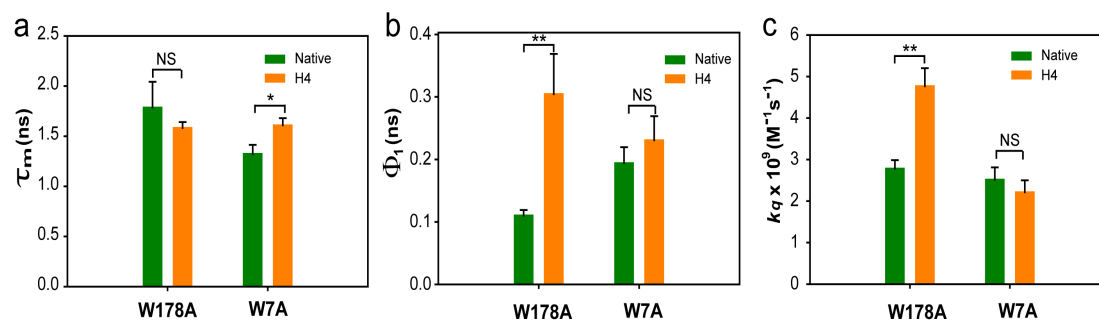 a
τm (ns)
2.5
2.0
1.5
1.0
0.5
0.0
NS
*
Native
H4
W178A
W7A
b
Φ1 (ns)
0.4
0.3
0.2
0.1
0.0
**
NS
Native
H4
W178A
W7A
c
kq x 10⁹ (M⁻¹s⁻¹)
6
5
4
3
2
1
0
**
NS
Native
H4
W178A
W7A